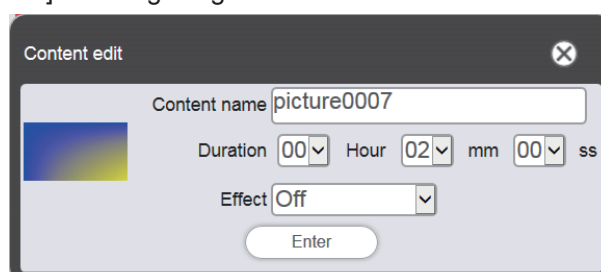 Content edit
Content name picture0007
Duration 00 Hour 02 mm 00 ss
Effect Off
Enter